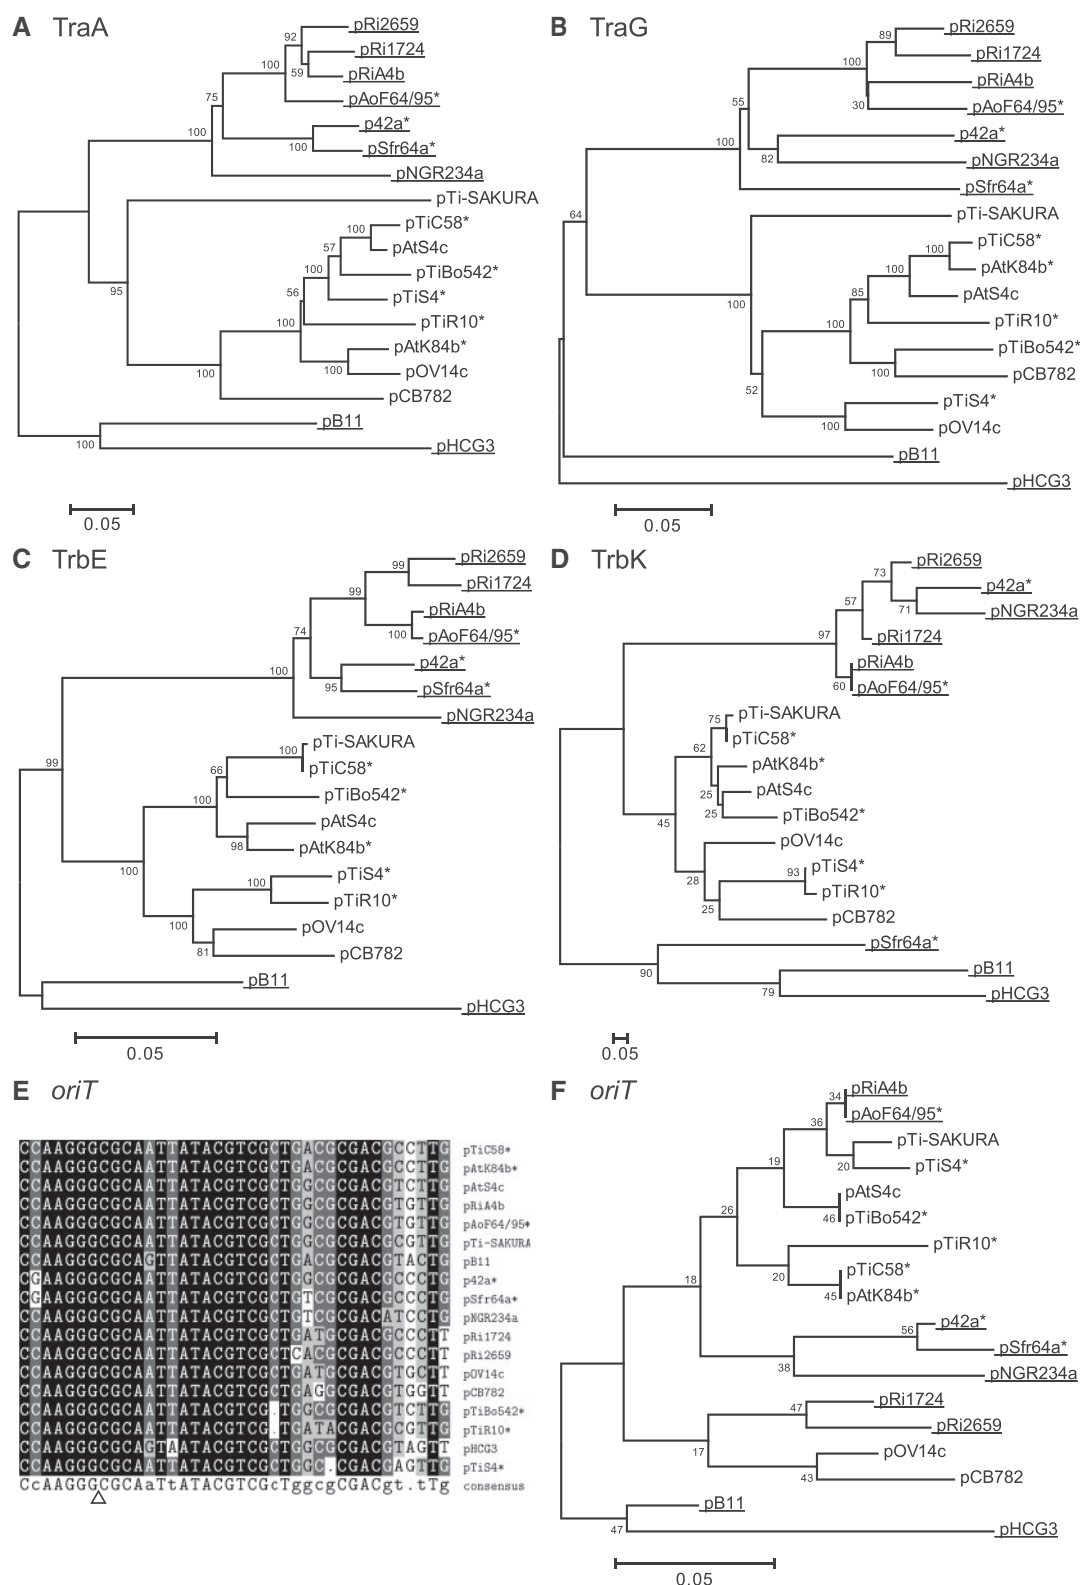 A TraA
pRi2659
92
pRi1724
100
59
pRiA4b
75
pAoF64/95*
p42a*
100
100
pSfr64a*
pNGR234a
pTi-SAKURA
pTiC58*
100
pAtS4c
57
pTiBo542*
100
95
56
pTiS4*
pTiR10*
100
pAtK84b*
100
pOV14c
100
pCB782
pB11
100
pHCG3
0.05
B TraG
pRi2659
89
pRi1724
100
pRiA4b
30
pAoF64/95*
55
p42a*
100
82
pNGR234a
pSfr64a*
64
pTi-SAKURA
pTiC58*
100
pAtK84b*
100
pAtS4c
85
100
pTiR10*
100
pTiBo542*
100
pCB782
52
pTiS4*
100
pOV14c
pB11
pHCG3
0.05
C TrbE
pRi2659
99
pRi1724
99
pRiA4b
100
pAoF64/95*
74
p42a*
100
95
pSfr64a*
pNGR234a
pTi-SAKURA
100
pTiC58*
99
66
pTiBo542*
100
pAtS4c
98
pAtK84b*
100
pTiS4*
100
pTiR10*
100
pOV14c
81
pCB782
pB11
pHCG3
0.05
D TrbK
pRi2659
73
p42a*
57
71
pNGR234a
97
pRi1724
pRiA4b
60
pAoF64/95*
pTi-SAKURA
75
pTiC58*
62
pAtK84b*
25
pAtS4c
25
pTiBo542*
45
pOV14c
pTiS4*
93
28
pTiR10*
25
pCB782
pSfr64a*
90
pB11
79
pHCG3
0.05
E oriT
CCAAGGGCGCAATTATACGTCGCTGACGCGACGCCTTG pTiC58*
CCAAGGGCGCAATTATACGTCGCTGACGCGACGCCTTG pAtK84b*
CCAAGGGCGCAATTATACGTCGCTGGCGCGACGTCTTG pAtS4c
CCAAGGGCGCAATTATACGTCGCTGGCGCGACGTGTTG pRiA4b
CCAAGGGCGCAATTATACGTCGCTGGCGCGACGTGTTG pAoF64/95*
CCAAGGGCGCAATTATACGTCGCTGGCGCGACGCGTTG pTi-SAKURA
CCAAGGGCGCAGTTATACGTCGCTGACGCGACGTACTG pB11
CGAAGGGCGCAATTATACGTCGCTGGCGCGACGCCCTG p42a*
CGAAGGGCGCAATTATACGTCGCTGTCGCGACGCCCTG pSfr64a*
CCAAGGGCGCAATTATACGTCGCTGTCGCGACATCCTG pNGR234a
CCAAGGGCGCAATTATACGTCGCTGATGCGACGCCCTT pRi1724
CCAAGGGCGCAATTATACGTCGCTCACGCGACGCCCTT pRi2659
CCAAGGGCGCAATTATACGTCGCTGATGCGACGTGCTT pOV14c
CCAAGGGCGCAATTATACGTCGCTGAGGCGACGTGGTT pCB782
CCAAGGGCGCAATTATACGTCG.TGGCGCGACGTCTTG pTiBo542*
CCAAGGGCGCAATTATACGTCG.TGATACGACGCGTTG pTiR10*
CCAAGGGCGCAGTAATACGTCGCTGGCGCGACGTAGTT pHCG3
CCAAGGGCGCAATTATACGTCGCTGGC.CGACGAGTTG pTiS4*
CcAAGGGCGCAaTtATACGTCGcTggcgCGACgt.tTg consensus
F oriT
pRiA4b
34
pAoF64/95*
36
pTi-SAKURA
19
20
pTiS4*
pAtS4c
46
pTiBo542*
26
pTiR10*
20
pTiC58*
45
pAtK84b*
18
p42a*
56
pSfr64a*
38
pNGR234a
pRi1724
47
pRi2659
17
pOV14c
43
pCB782
pB11
47
pHCG3
0.05